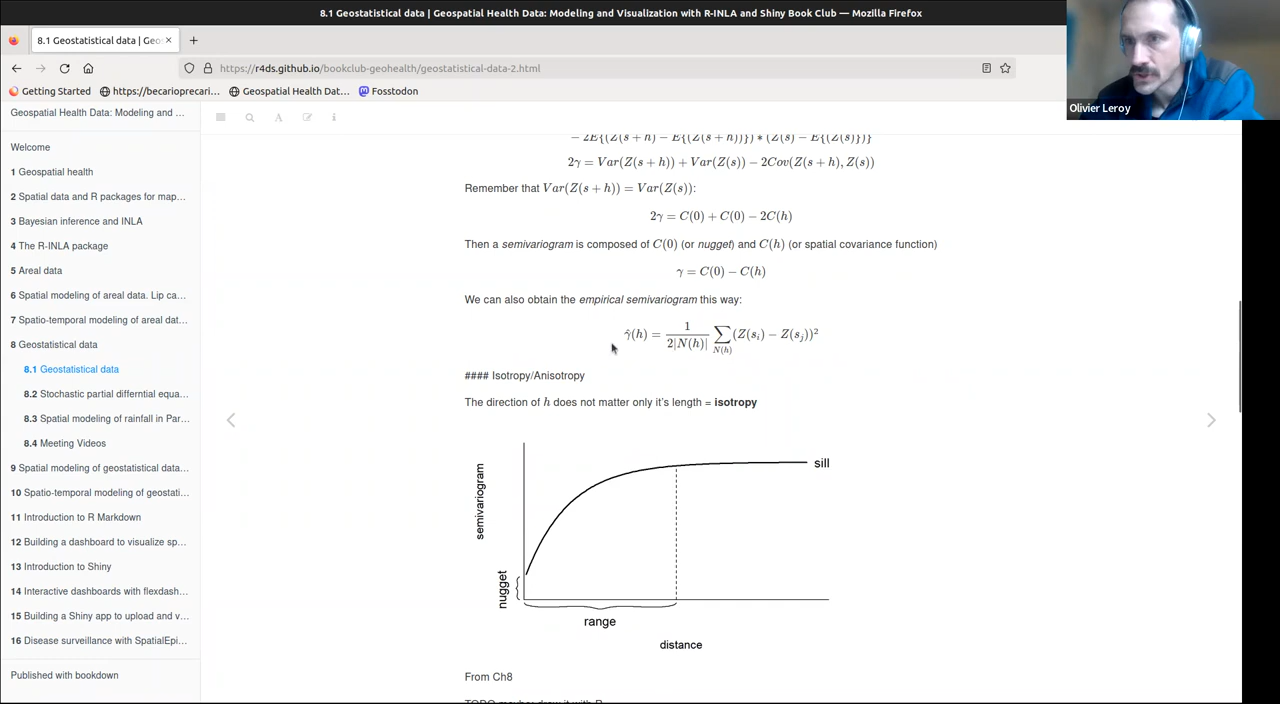 8.1 Geostatistical data | Geospatial Health Data: Modeling and Visualization with R-INLA and Shiny Book Club — Mozilla Firefox
8.1 Geostatistical data | Geo
https://r4ds.github.io/bookclub-geohealth/geostatistical-data-2.html
Getting Started https://becarioprecari... Geospatial Health Dat... Fosstodon
Olivier Leroy
Geospatial Health Data: Modeling and ...
Welcome
1 Geospatial health
2 Spatial data and R packages for map...
3 Bayesian inference and INLA
4 The R-INLA package
5 Areal data
6 Spatial modeling of areal data. Lip ca...
7 Spatio-temporal modeling of areal dat...
8 Geostatistical data
8.1 Geostatistical data
8.2 Stochastic partial differntial equa...
8.3 Spatial modeling of rainfall in Par...
8.4 Meeting Videos
9 Spatial modeling of geostatistical data...
10 Spatio-temporal modeling of geostati...
11 Introduction to R Markdown
12 Building a dashboard to visualize sp...
13 Introduction to Shiny
14 Interactive dashboards with flexdash...
15 Building a Shiny app to upload and v...
16 Disease surveillance with SpatialEpi...
Published with bookdown
− 2E{(Z(s + h) − E{(Z(s + h))}) ∗ (Z(s) − E{(Z(s)})}
2γ = Var(Z(s + h)) + Var(Z(s)) − 2Cov(Z(s + h), Z(s))
Remember that Var(Z(s + h)) = Var(Z(s)):
2γ = C(0) + C(0) − 2C(h)
Then a semivariogram is composed of C(0) (or nugget) and C(h) (or spatial covariance function)
γ = C(0) − C(h)
We can also obtain the empirical semivariogram this way:
γ̂(h) = 1/(2|N(h)|) ∑N(h) (Z(si) − Z(sj))²
#### Isotropy/Anisotropy
The direction of h does not matter only it's length = isotropy
sill
semivariogram
nugget
range
distance
From Ch8
TODO maybe: draw it with R